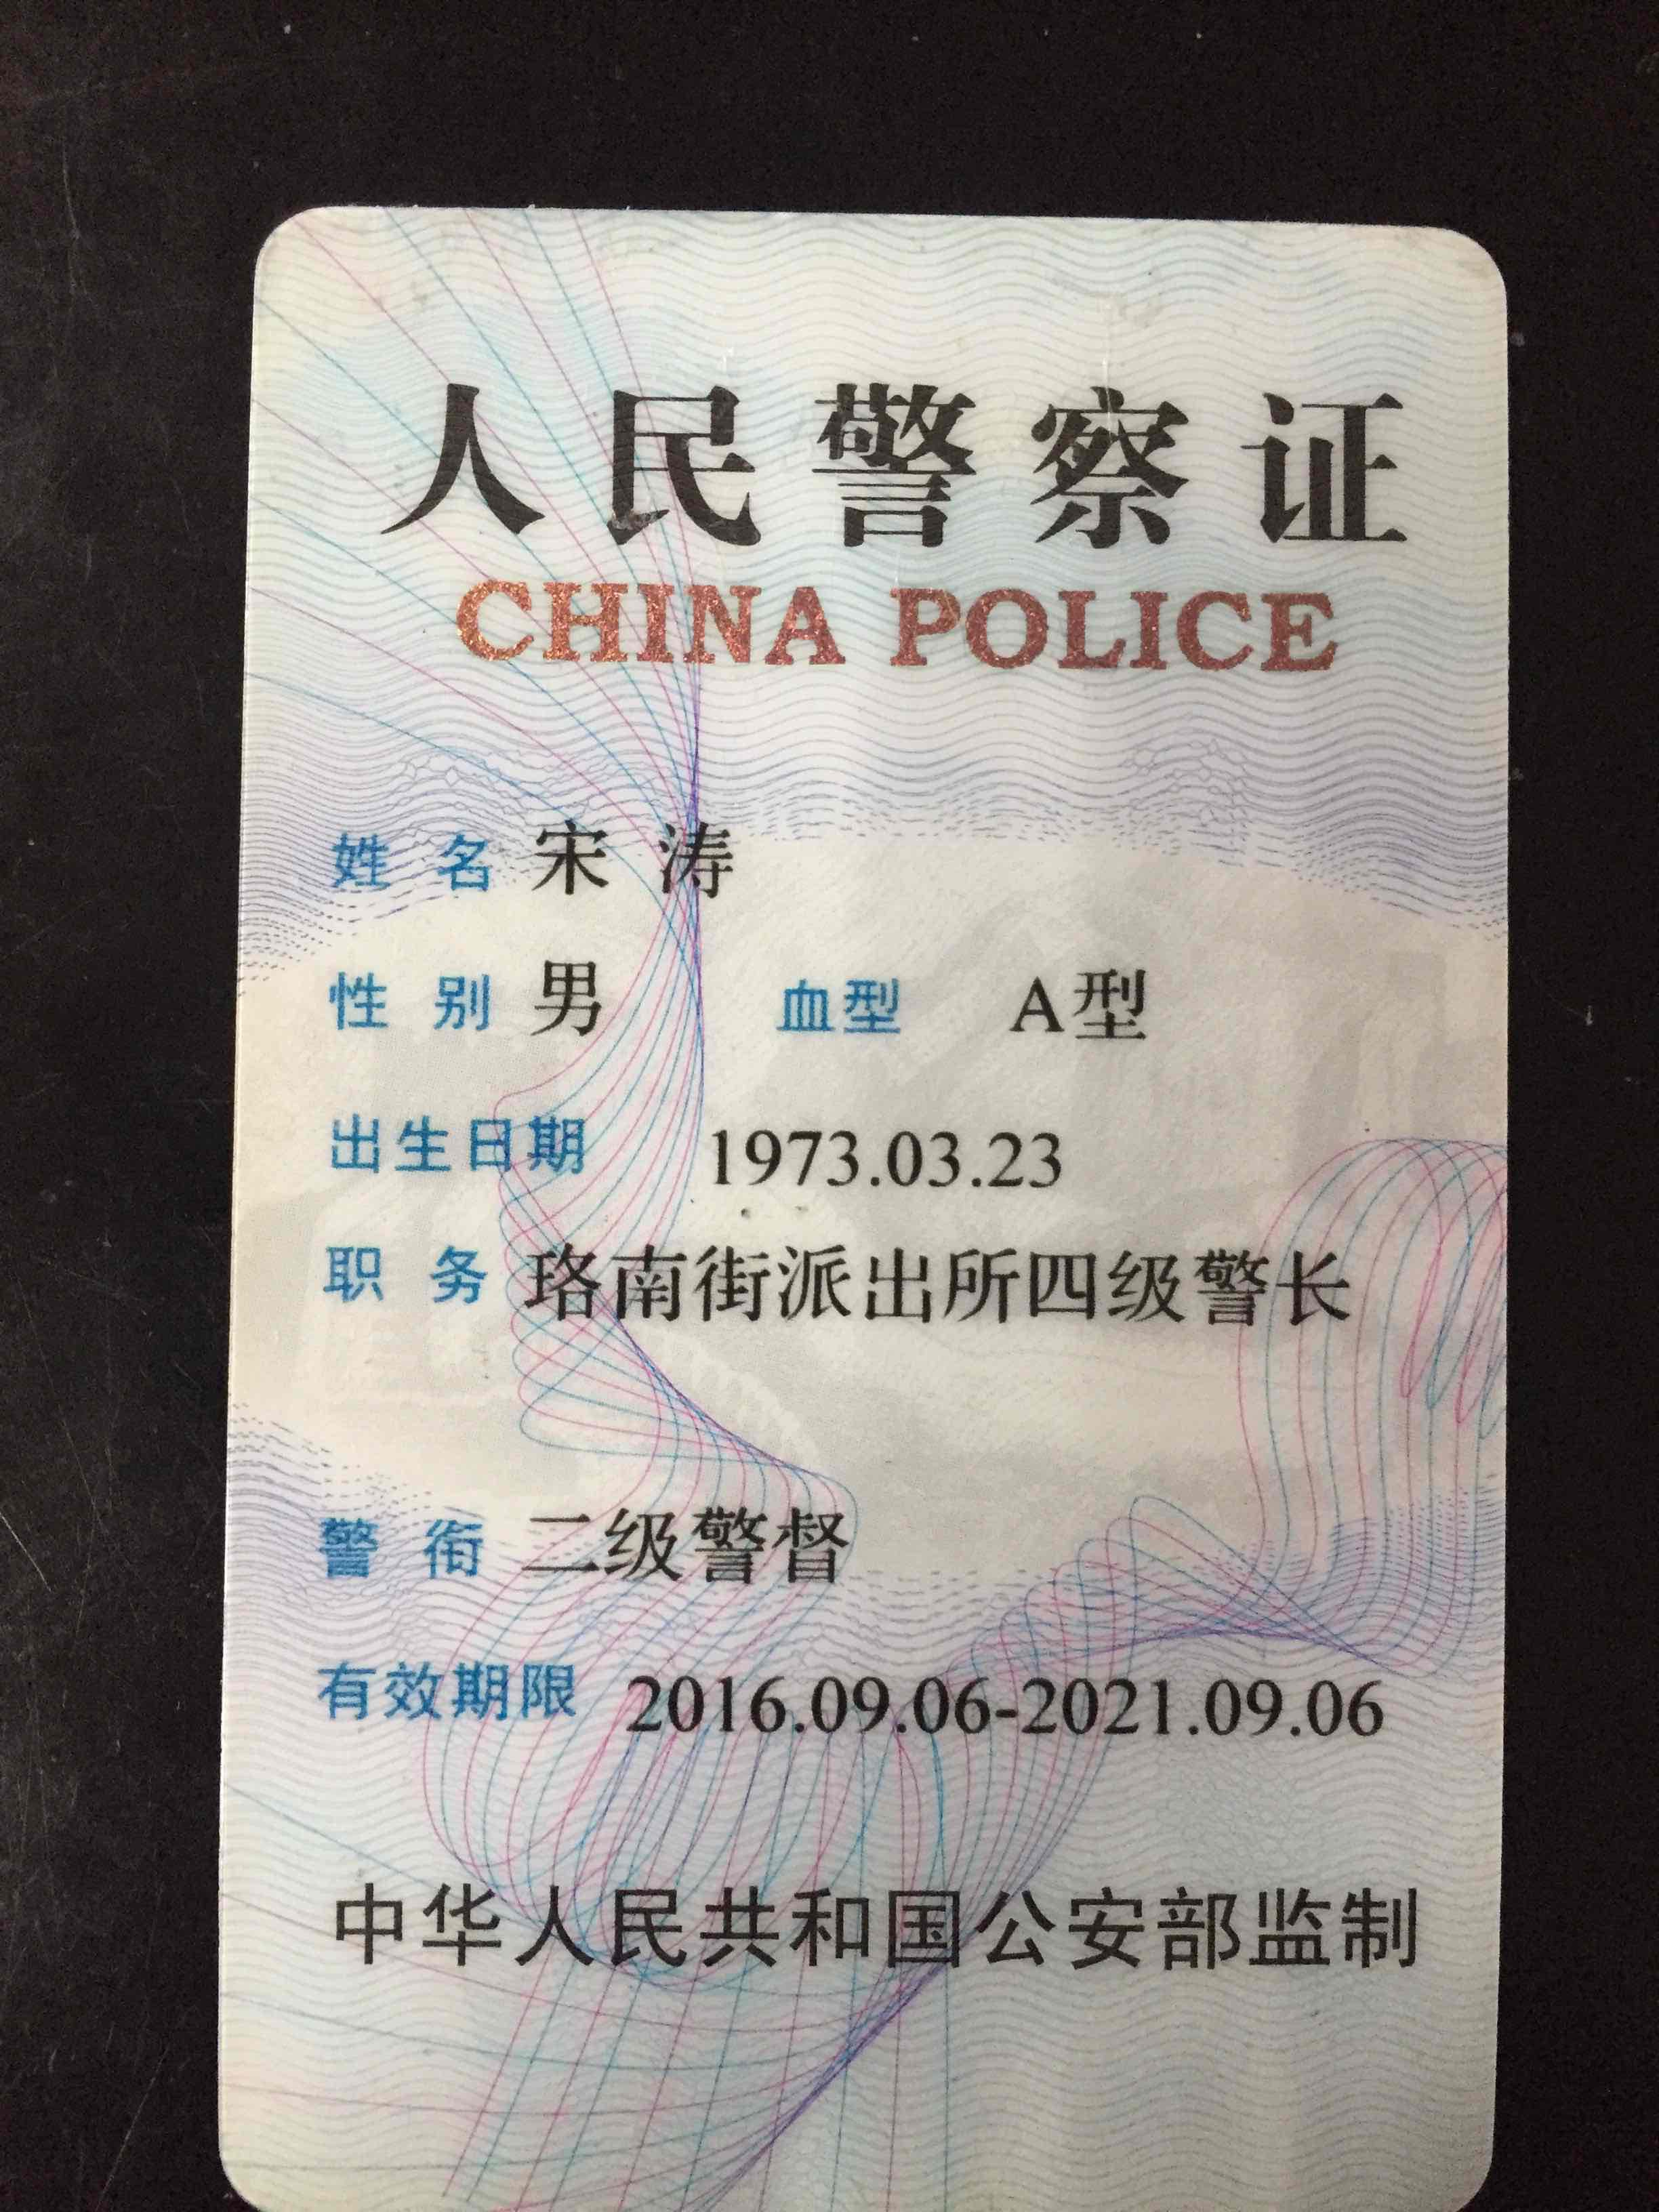 人民警察证
CHINA POLICE
姓 名 宋 涛
性 别 男 血型 A型
出生日期 1973.03.23
职 务 珞南街派出所四级警长
警 衔 二级警督
有效期限 2016.09.06-2021.09.06
中华人民共和国公安部监制